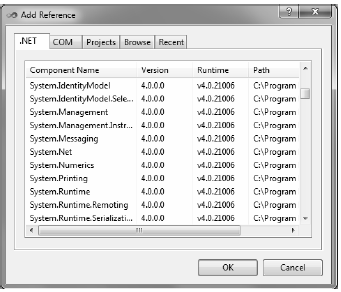 Add Reference
.NET COM Projects Browse Recent
Component Name Version Runtime Path
System.IdentityModel 4.0.0.0 v4.0.21006 C:\Program
System.IdentityModel.Sele... 4.0.0.0 v4.0.21006 C:\Program
System.Management 4.0.0.0 v4.0.21006 C:\Program
System.Management.Instr... 4.0.0.0 v4.0.21006 C:\Program
System.Messaging 4.0.0.0 v4.0.21006 C:\Program
System.Net 4.0.0.0 v4.0.21006 C:\Program
System.Numerics 4.0.0.0 v4.0.21006 C:\Program
System.Printing 4.0.0.0 v4.0.21006 C:\Program
System.Runtime 4.0.0.0 v4.0.21006 C:\Program
System.Runtime.Remoting 4.0.0.0 v4.0.21006 C:\Program
System.Runtime.Serializati... 4.0.0.0 v4.0.21006 C:\Program
OK Cancel